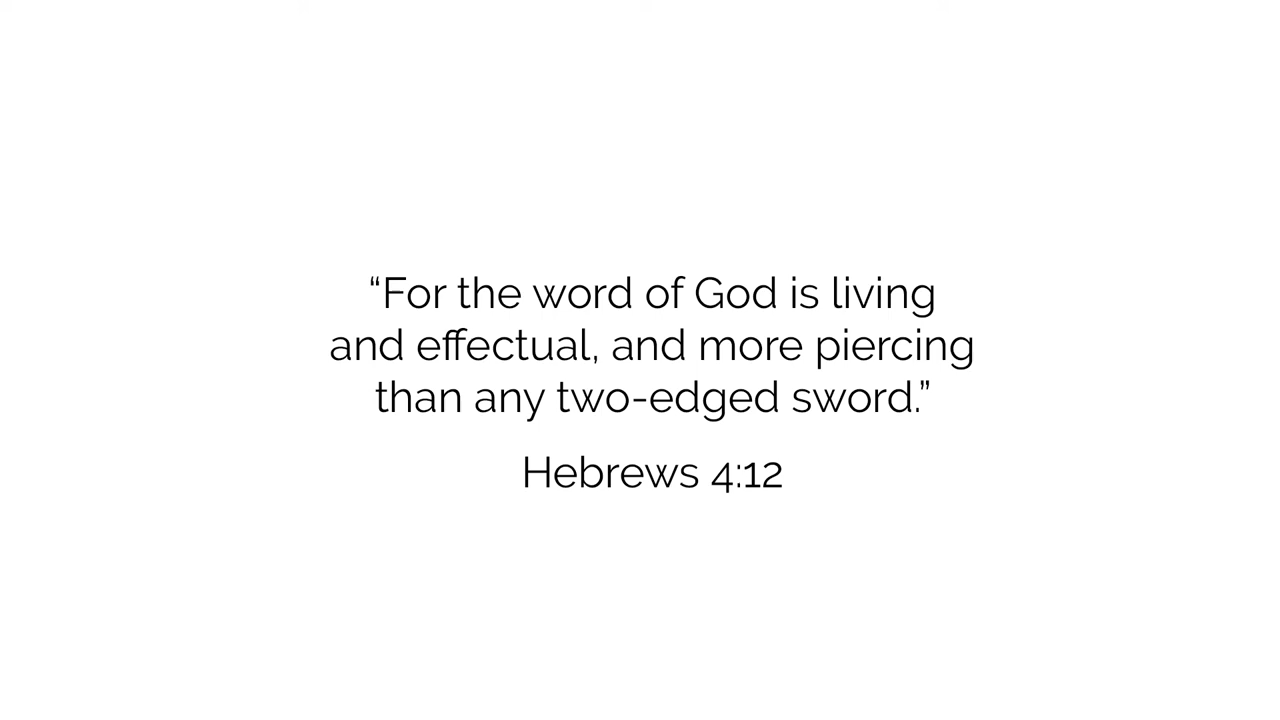 “For the word of God is living
and effectual, and more piercing
than any two-edged sword.”
Hebrews 4:12